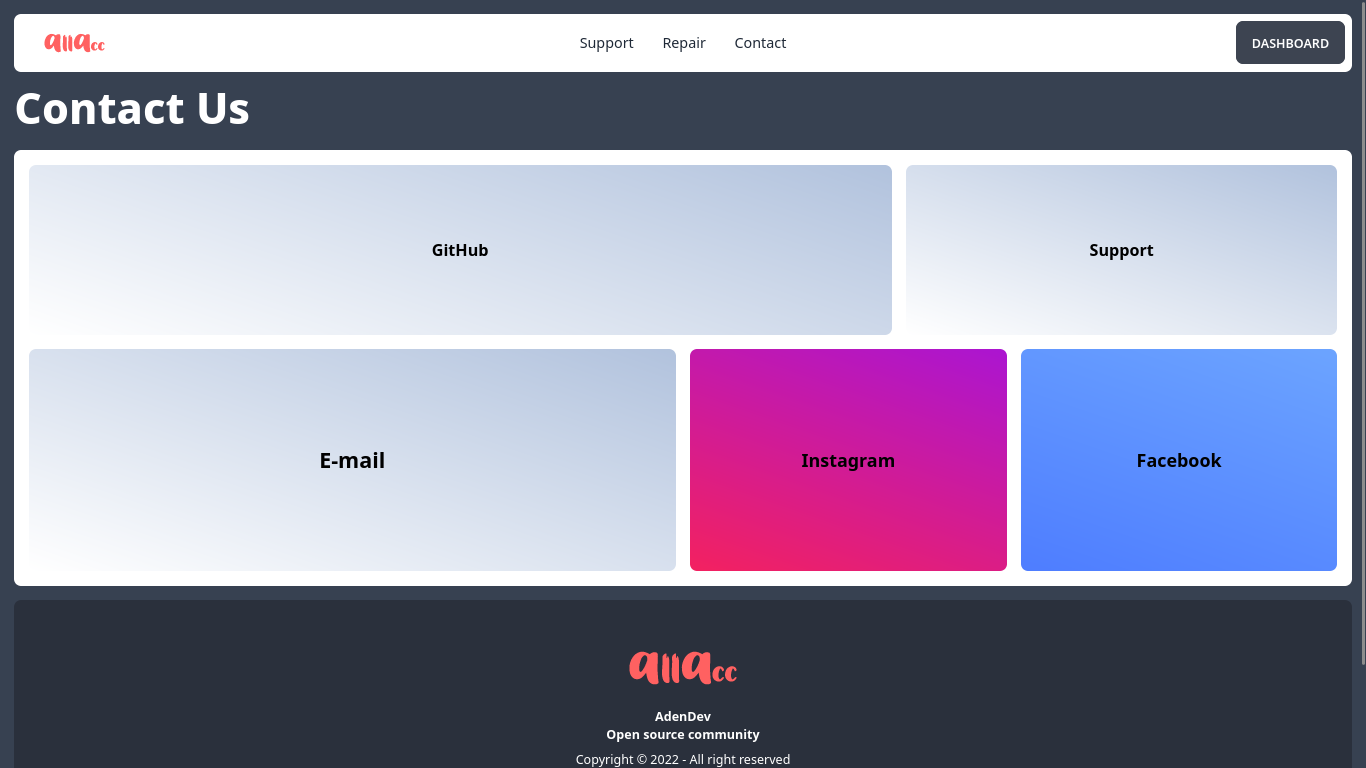 allacc
Support Repair Contact
DASHBOARD
Contact Us
GitHub
Support
E-mail
Instagram
Facebook
allacc
AdenDev
Open source community
Copyright © 2022 - All right reserved